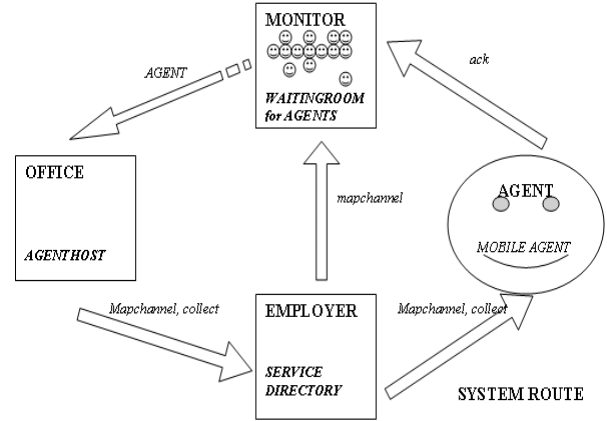 MONITOR
WAITINGROOM
for AGENTS
AGENT
ack
OFFICE
AGENTHOST
mapchannel
AGENT
MOBILE AGENT
Mapchannel, collect
EMPLOYER
SERVICE
DIRECTORY
Mapchannel, collect
SYSTEM ROUTE